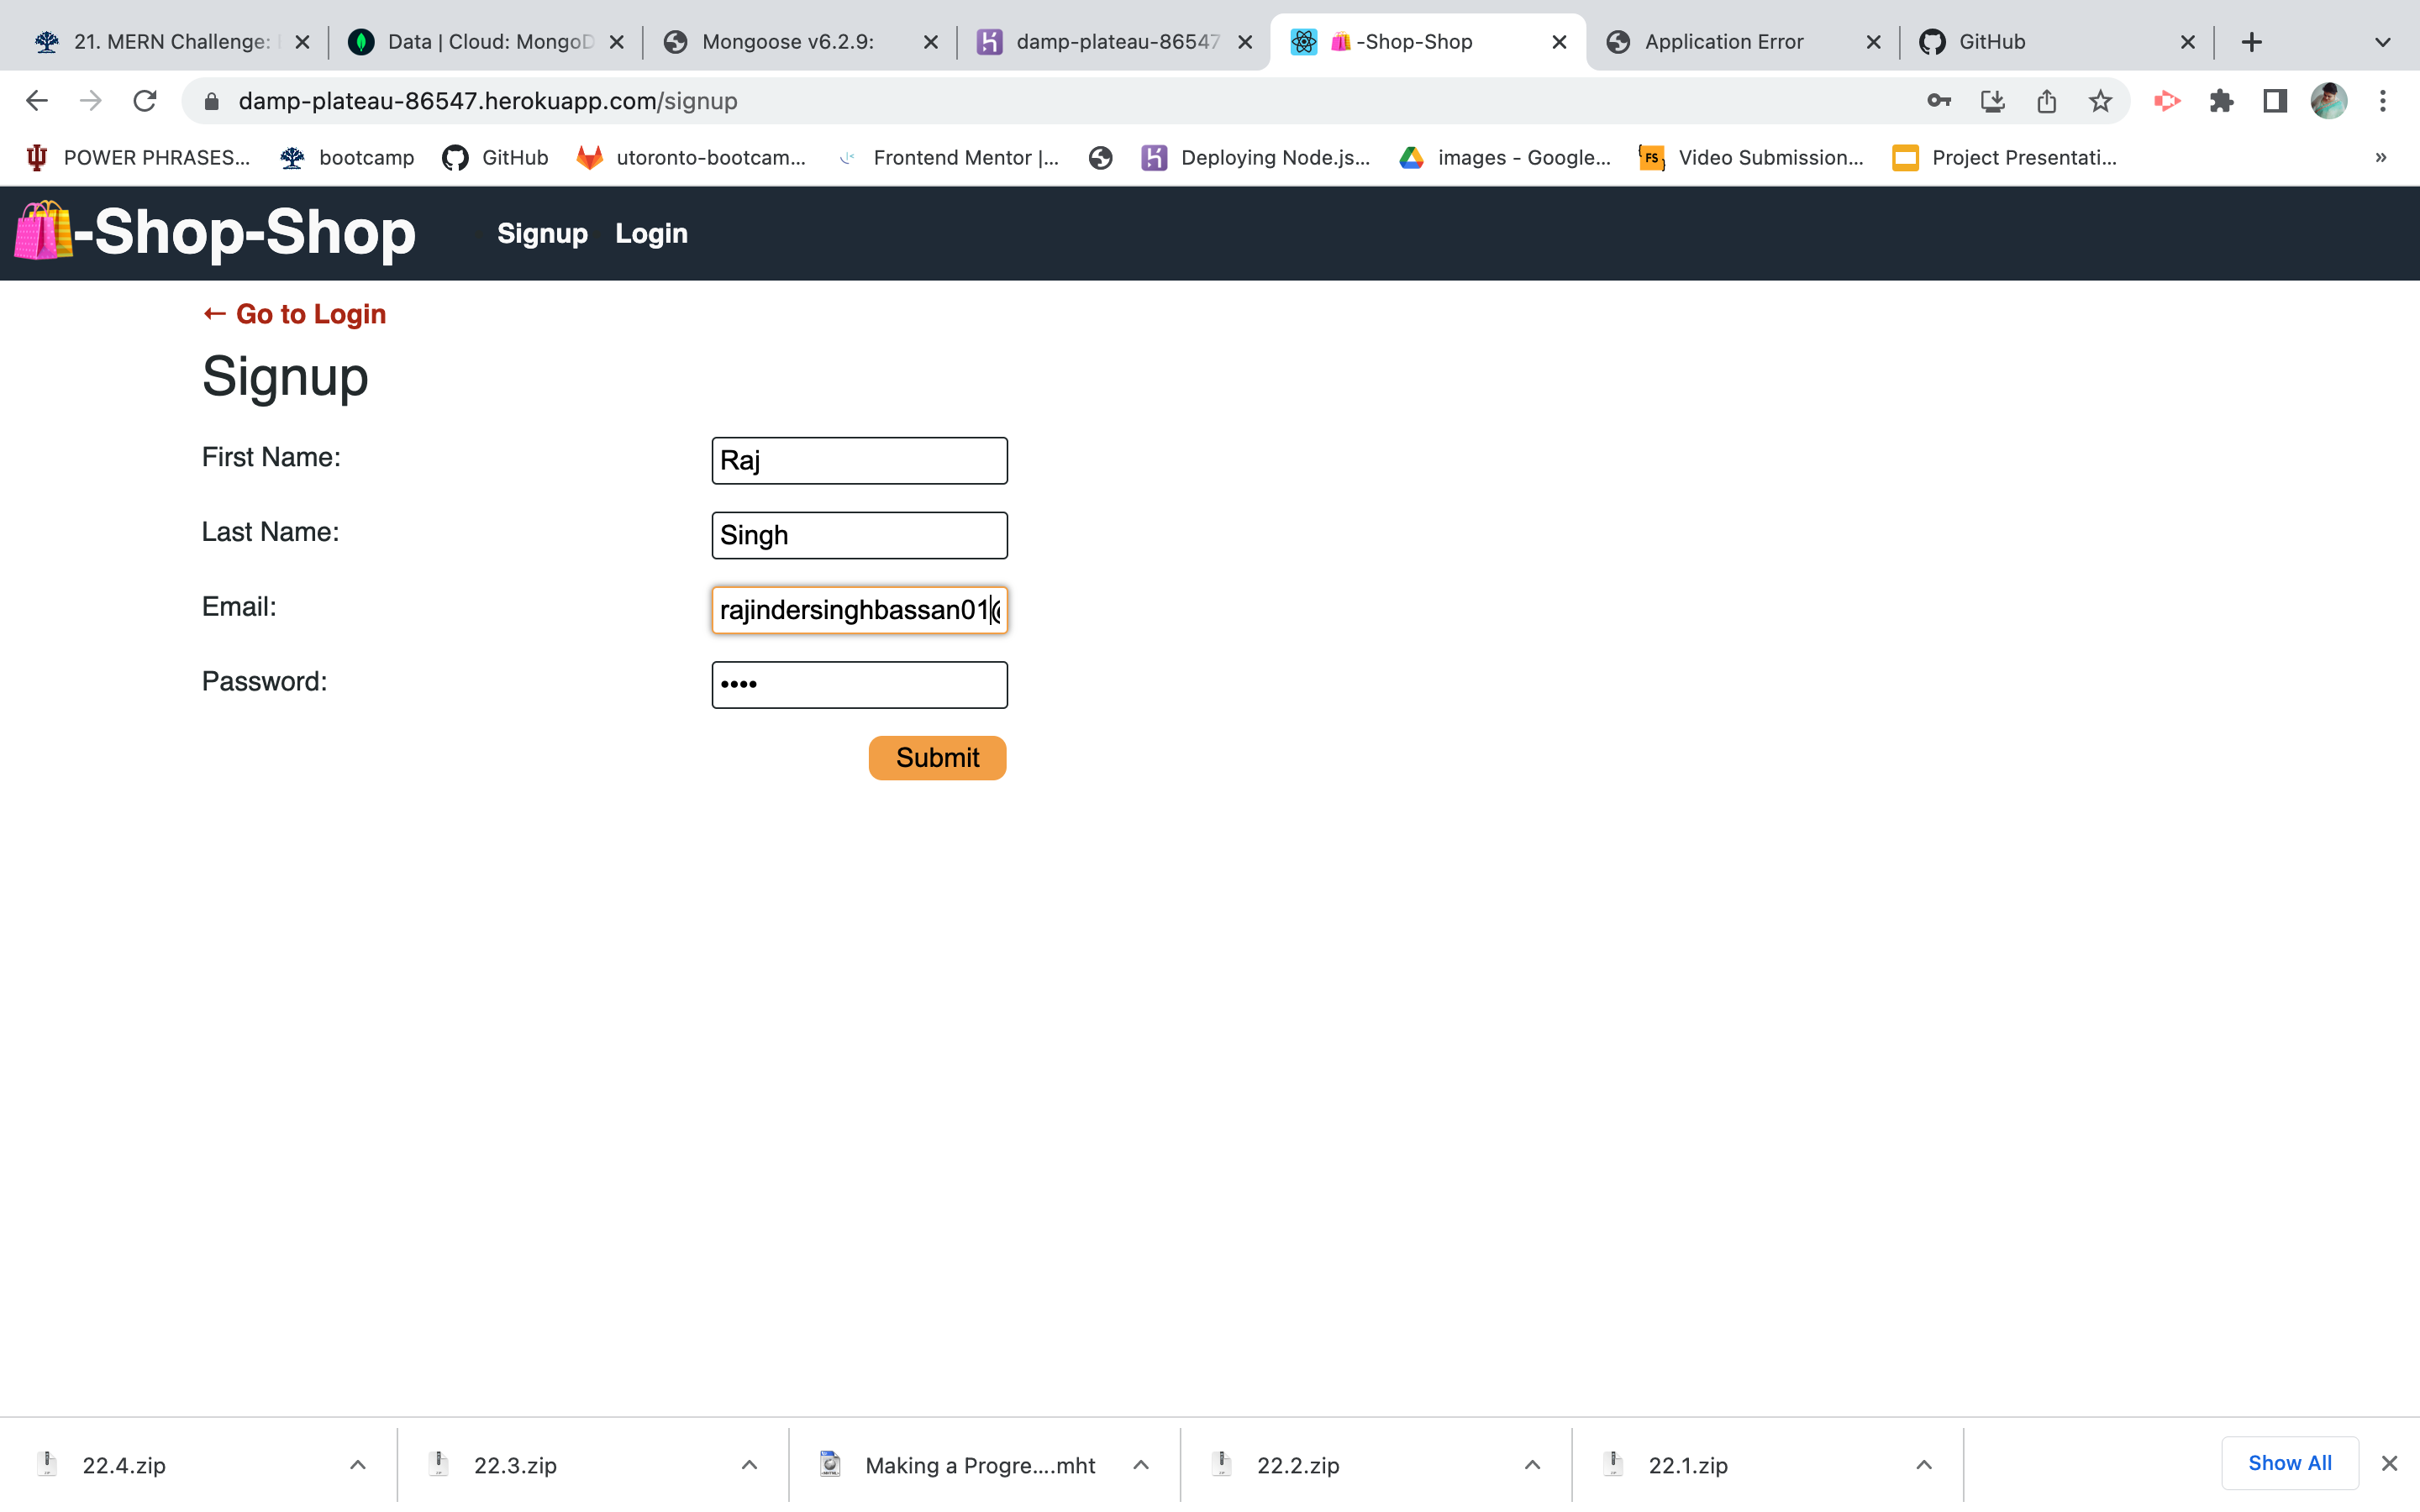 21. MERN Challenge:
Data | Cloud: MongoD
Mongoose v6.2.9:
damp-plateau-86547
-Shop-Shop
Application Error
GitHub
damp-plateau-86547.herokuapp.com/signup
POWER PHRASES...
bootcamp
GitHub
utoronto-bootcam...
Frontend Mentor |...
Deploying Node.js...
images - Google...
FS
Video Submission...
Project Presentati...
»
-Shop-Shop
Signup
Login
← Go to Login
Signup
First Name:
Raj
Last Name:
Singh
Email:
rajindersinghbassan01@
Password:
••••
Submit
22.4.zip
22.3.zip
Making a Progre....mht
22.2.zip
22.1.zip
Show All